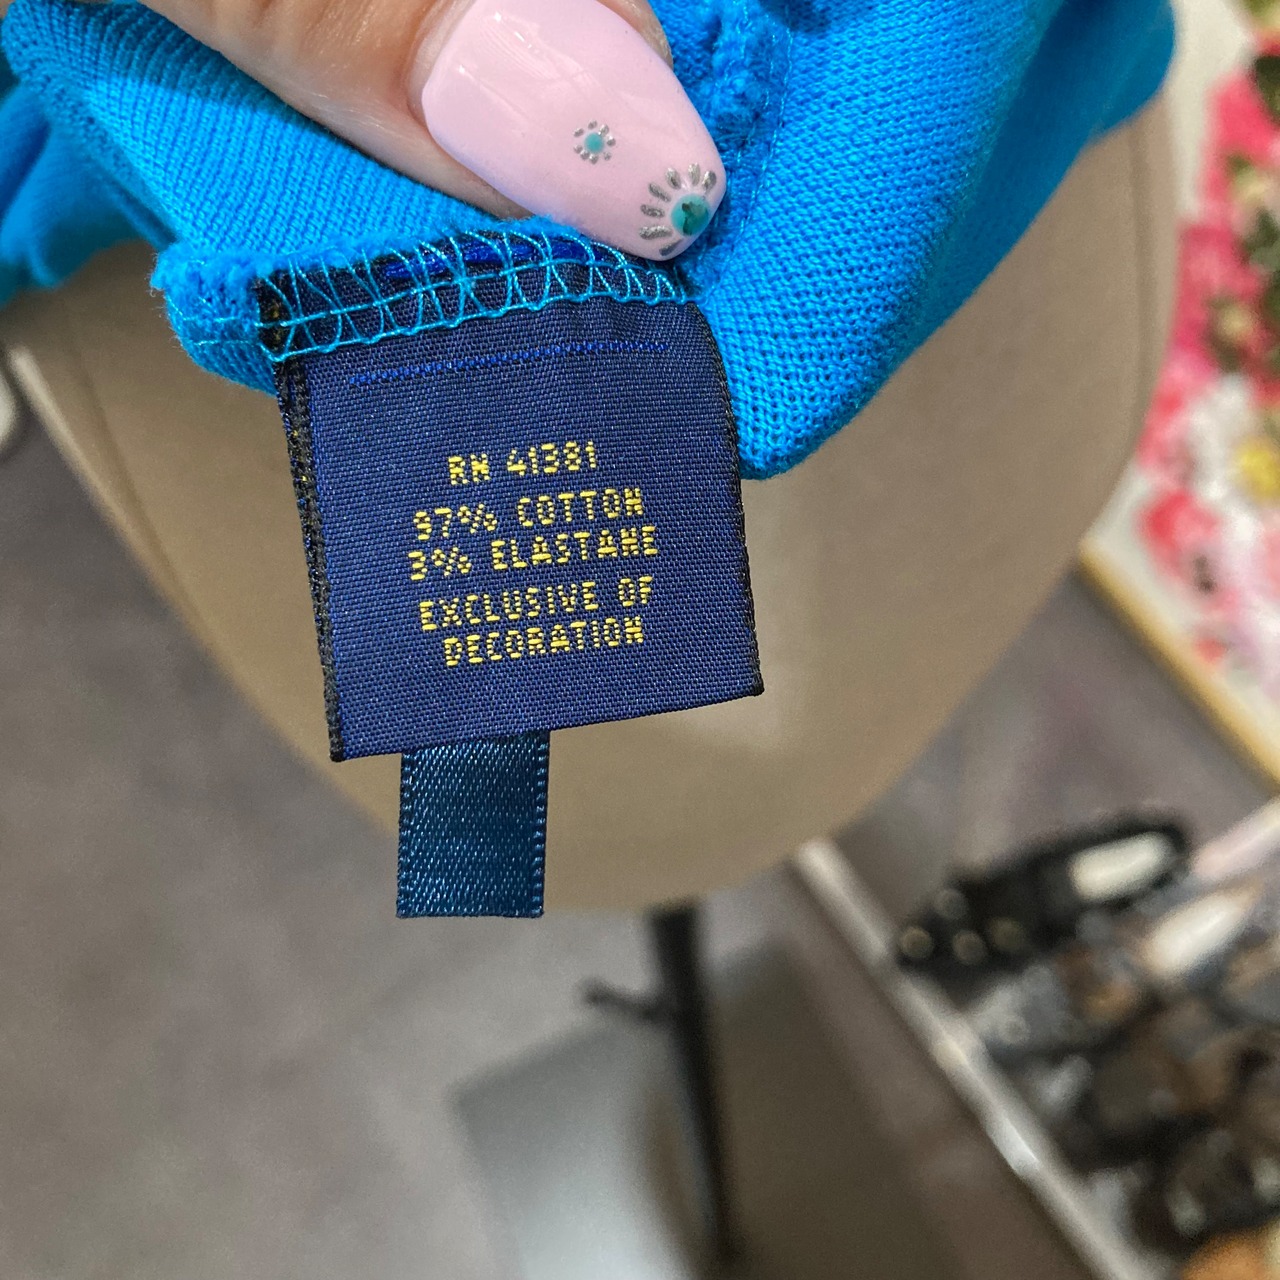 RN 41381
97% COTTON
3% ELASTANE
EXCLUSIVE OF
DECORATION